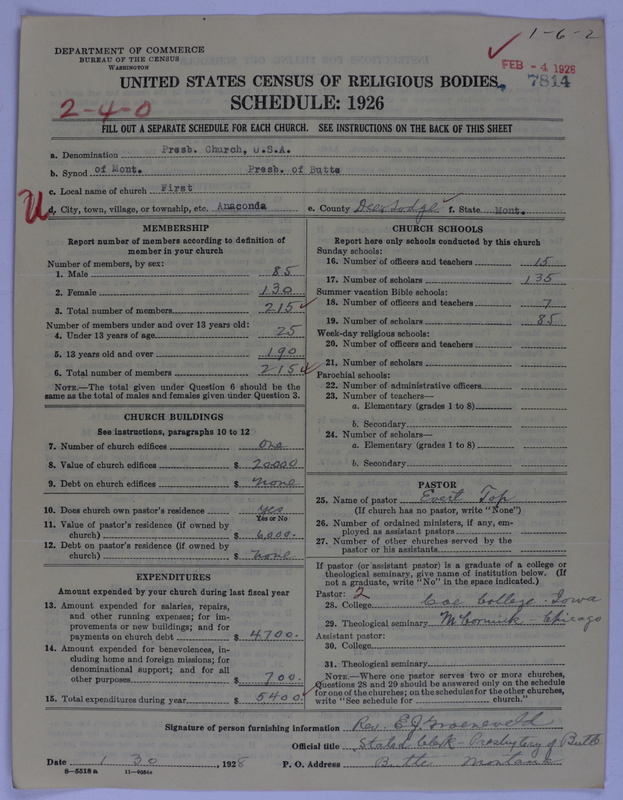 1-6-2
DEPARTMENT OF COMMERCE
BUREAU OF THE CENSUS
WASHINGTON
FEB - 4 1928
7814
UNITED STATES CENSUS OF RELIGIOUS BODIES
SCHEDULE: 1926
2-4-0
FILL OUT A SEPARATE SCHEDULE FOR EACH CHURCH. SEE INSTRUCTIONS ON THE BACK OF THIS SHEET
a. Denomination Presb. Church, U.S.A.
b. Synod of Mont. Presb. of Butte
c. Local name of church First
d. City, town, village, or township, etc. Anaconda e. County Deer Lodge f. State Mont.
MEMBERSHIP
Report number of members according to definition of
member in your church
Number of members, by sex:
1. Male 85
2. Female 130
3. Total number of members 215
Number of members under and over 13 years old:
4. Under 13 years of age 25
5. 13 years old and over 190
6. Total number of members 215
NOTE.—The total given under Question 6 should be the
same as the total of males and females given under Question 3.
CHURCH BUILDINGS
See instructions, paragraphs 10 to 12
7. Number of church edifices One
8. Value of church edifices $ 20000
9. Debt on church edifices $ none
10. Does church own pastor's residence yes
Yes or No
11. Value of pastor's residence (if owned by
church) $ 6000.
12. Debt on pastor's residence (if owned by
church) $ none
EXPENDITURES
Amount expended by your church during last fiscal year
13. Amount expended for salaries, repairs,
and other running expenses; for im-
provements or new buildings; and for
payments on church debt $ 4700.
14. Amount expended for benevolences, in-
cluding home and foreign missions; for
denominational support; and for all
other purposes $ 700.
15. Total expenditures during year $ 5400
CHURCH SCHOOLS
Report here only schools conducted by this church
Sunday schools:
16. Number of officers and teachers 15
17. Number of scholars 135
Summer vacation Bible schools:
18. Number of officers and teachers 7
19. Number of scholars 85
Week-day religious schools:
20. Number of officers and teachers
21. Number of scholars
Parochial schools:
22. Number of administrative officers
23. Number of teachers—
a. Elementary (grades 1 to 8)
b. Secondary
24. Number of scholars—
a. Elementary (grades 1 to 8)
b. Secondary
PASTOR
25. Name of pastor Evert Top
(If church has no pastor, write "None")
26. Number of ordained ministers, if any, em-
ployed as assistant pastors
27. Number of other churches served by the
pastor or his assistants
If pastor (or assistant pastor) is a graduate of a college or
theological seminary, give name of institution below. (If
not a graduate, write "No" in the space indicated.)
Pastor: 2
28. College Coe College Iowa
29. Theological seminary McCormick - Chicago
Assistant pastor:
30. College
31. Theological seminary
NOTE.—Where one pastor serves two or more churches,
Questions 28 and 29 should be answered only on the schedule
for one of the churches; on the schedules for the other churches,
write "See schedule for church."
Signature of person furnishing information Rev. E J Groeneveld
Official title Stated Clerk - Presbytery of Butte
Date 1 30, 1928 P. O. Address Butte Montana
8-5518a 11-9054a